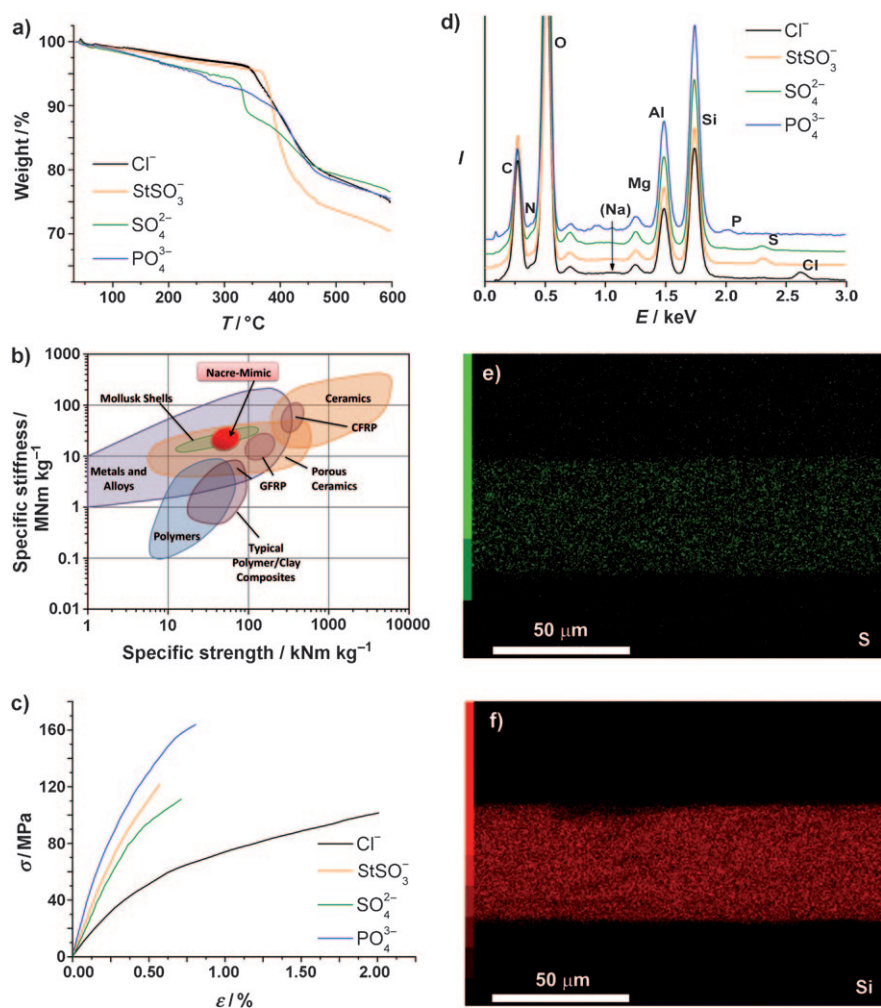 a)
100
90
80
70
Weight / %
Cl⁻
StSO₃⁻
SO₄²⁻
PO₄³⁻
100 200 300 400 500 600
T / °C
b)
1000
100
10
1
0.1
0.01
Specific stiffness/
MNm kg⁻¹
Nacre-Mimic
Mollusk Shells
Ceramics
CFRP
Metals and
Alloys
GFRP
Porous
Ceramics
Polymers
Typical
Polymer/Clay
Composites
1 10 100 1000 10000
Specific strength / kNm kg⁻¹
c)
160
120
80
40
0
σ / MPa
Cl⁻
StSO₃⁻
SO₄²⁻
PO₄³⁻
0.00 0.50 1.00 1.50 2.00
ε / %
d)
O
Cl⁻
StSO₃⁻
SO₄²⁻
PO₄³⁻
I
C
N
(Na)
Mg
Al
Si
P
S
Cl
0.0 0.5 1.0 1.5 2.0 2.5 3.0
E / keV
e)
50 μm
S
f)
50 μm
Si